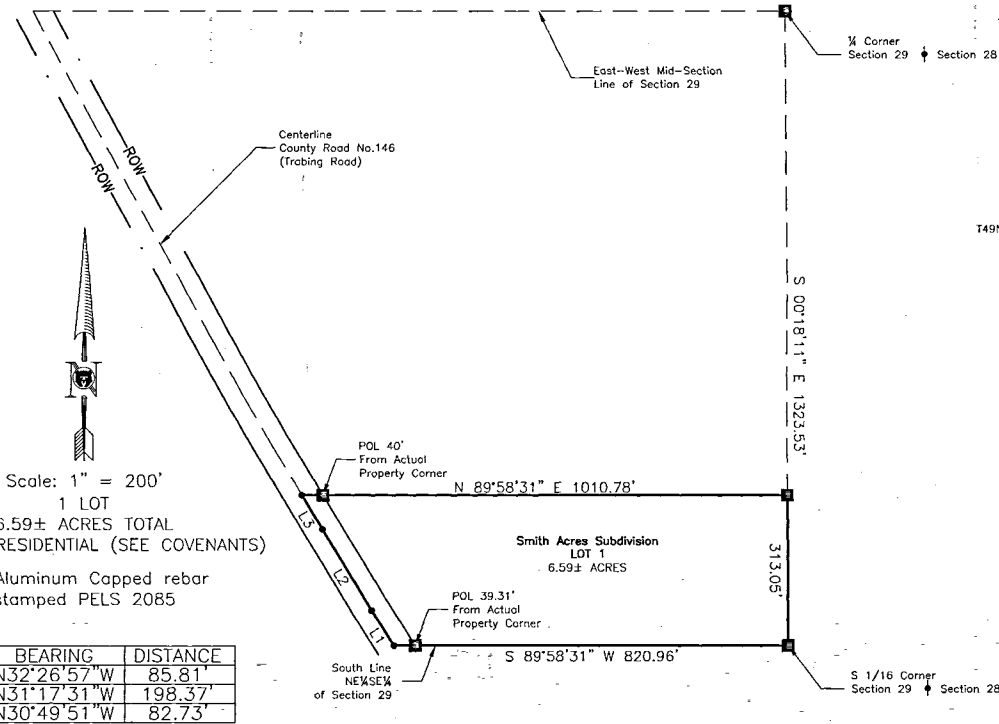 ¼ Corner
Section 29 Section 28
East-West Mid-Section
Line of Section 29
Centerline
County Road No.146
(Trabing Road)
ROW
ROW
T49N
S 00°18'11" E 1323.53'
N
Scale: 1" = 200'
1 LOT
6.59± ACRES TOTAL
RESIDENTIAL (SEE COVENANTS)
Aluminum Capped rebar
stamped PELS 2085
POL 40'
From Actual
Property Corner
N 89°58'31" E 1010.78'
L3
L2
L1
Smith Acres Subdivision
LOT 1
6.59± ACRES
313.05'
POL 39.31'
From Actual
Property Corner
S 89°58'31" W 820.96'
South Line
NE¼SE¼
of Section 29
S 1/16 Corner
Section 29 Section 28
BEARING DISTANCE
N32°26'57"W 85.81'
N31°17'31"W 198.37'
N30°49'51"W 82.73'